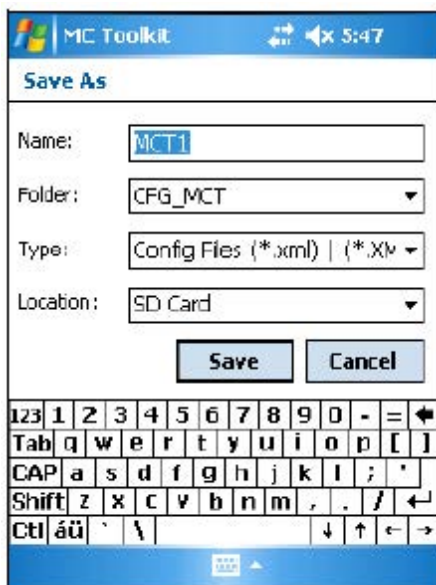 MC Toolkit 5:47
Save As
Name: MCT1
Folder: CFG_MCT
Type: Config Files (*.xml) | (*.XM
Location: SD Card
Save Cancel
123 1 2 3 4 5 6 7 8 9 0 - = ←
Tab q w e r t y u i o p [ ]
CAP a s d f g h j k l ; '
Shift z x c v b n m , . / ↵
Ctl áü ` \ ↓ ↑ ← →